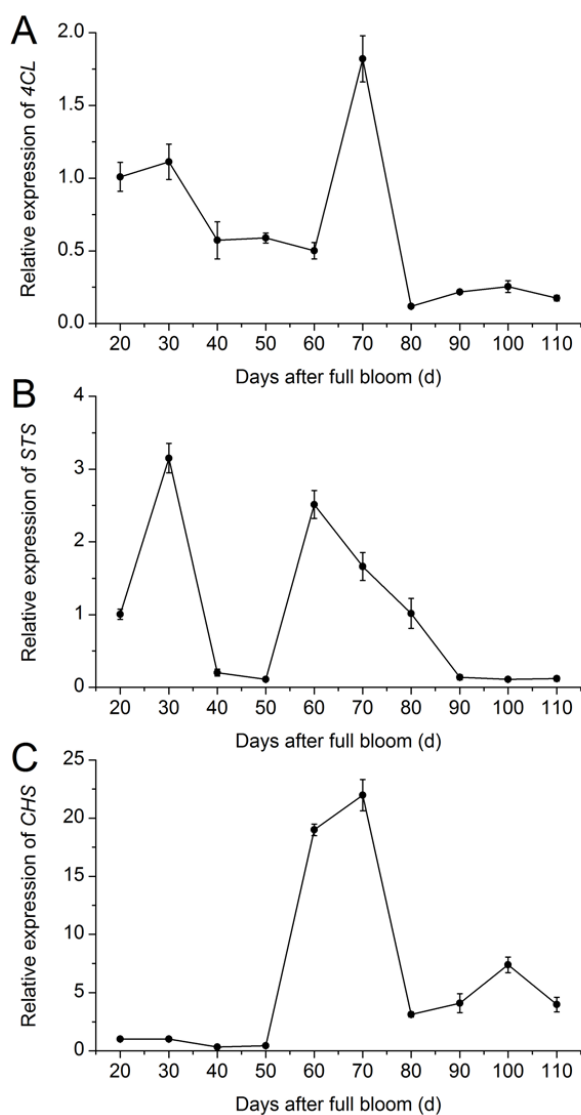 A
Relative expression of 4CL
2.0
1.5
1.0
0.5
0.0
20 30 40 50 60 70 80 90 100 110
Days after full bloom (d)
B
Relative expression of STS
4
3
2
1
0
20 30 40 50 60 70 80 90 100 110
Days after full bloom (d)
C
Relative expression of CHS
25
20
15
10
5
0
20 30 40 50 60 70 80 90 100 110
Days after full bloom (d)